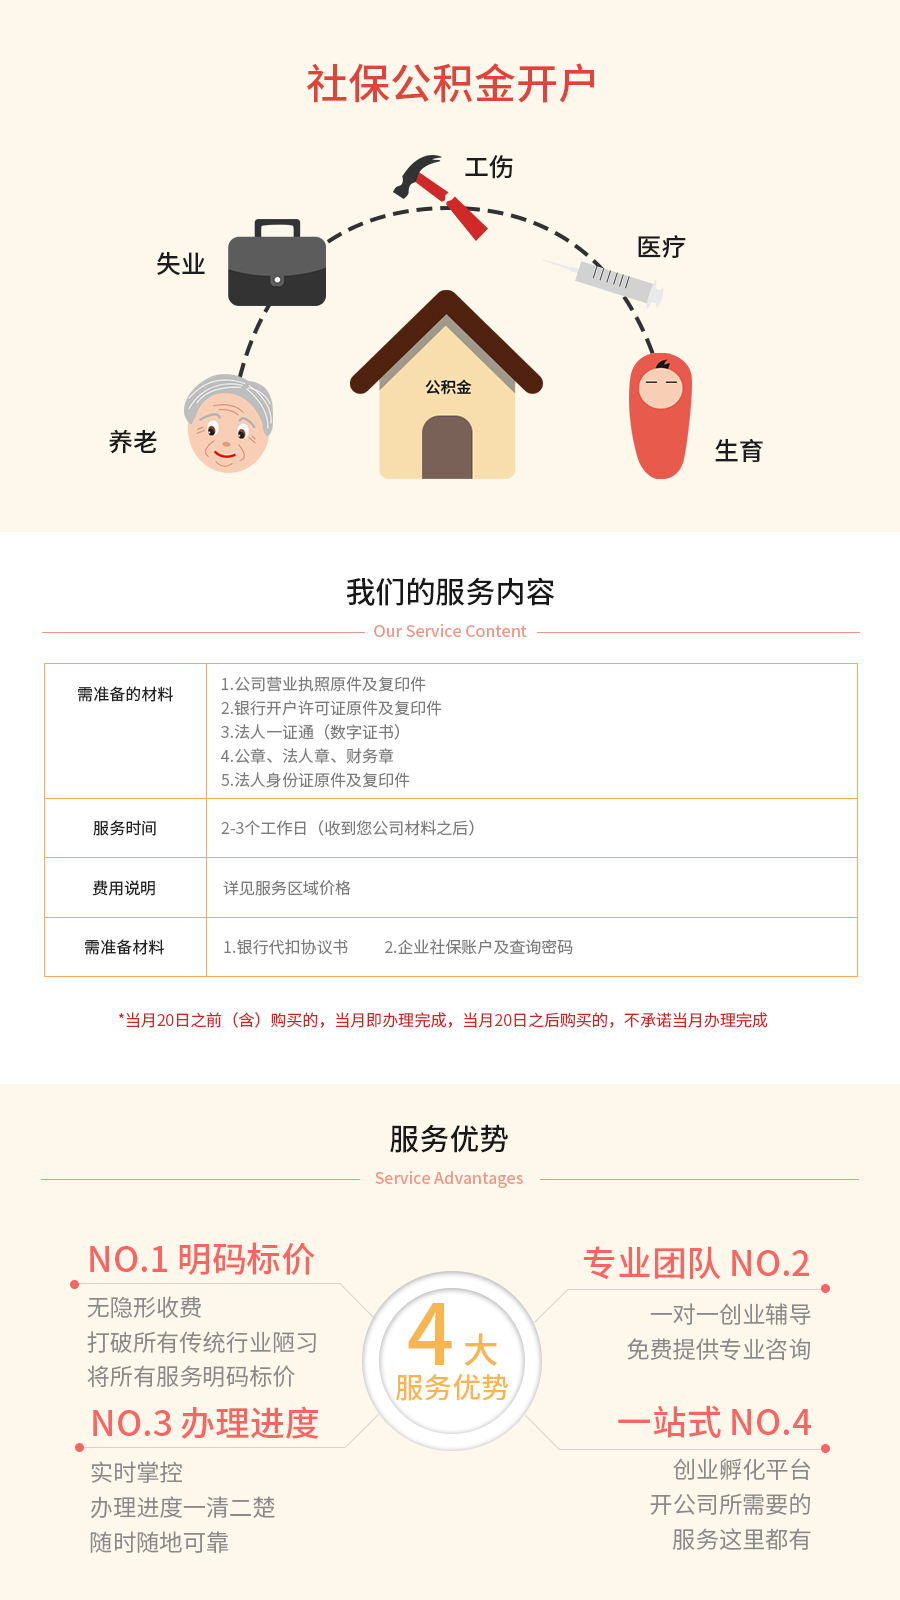 社保公积金开户
工伤
医疗
失业
公积金
养老
生育
我们的服务内容
Our Service Content
需准备的材料
1.公司营业执照原件及复印件
2.银行开户许可证原件及复印件
3.法人一证通（数字证书）
4.公章、法人章、财务章
5.法人身份证原件及复印件
服务时间
2-3个工作日（收到您公司材料之后）
费用说明
详见服务区域价格
需准备材料
1.银行代扣协议书 2.企业社保账户及查询密码
*当月20日之前（含）购买的，当月即办理完成，当月20日之后购买的，不承诺当月办理完成
服务优势
Service Advantages
NO.1 明码标价
无隐形收费
打破所有传统行业陋习
将所有服务明码标价
专业团队 NO.2
一对一创业辅导
免费提供专业咨询
4 大
服务优势
NO.3 办理进度
实时掌控
办理进度一清二楚
随时随地可靠
一站式 NO.4
创业孵化平台
开公司所需要的
服务这里都有